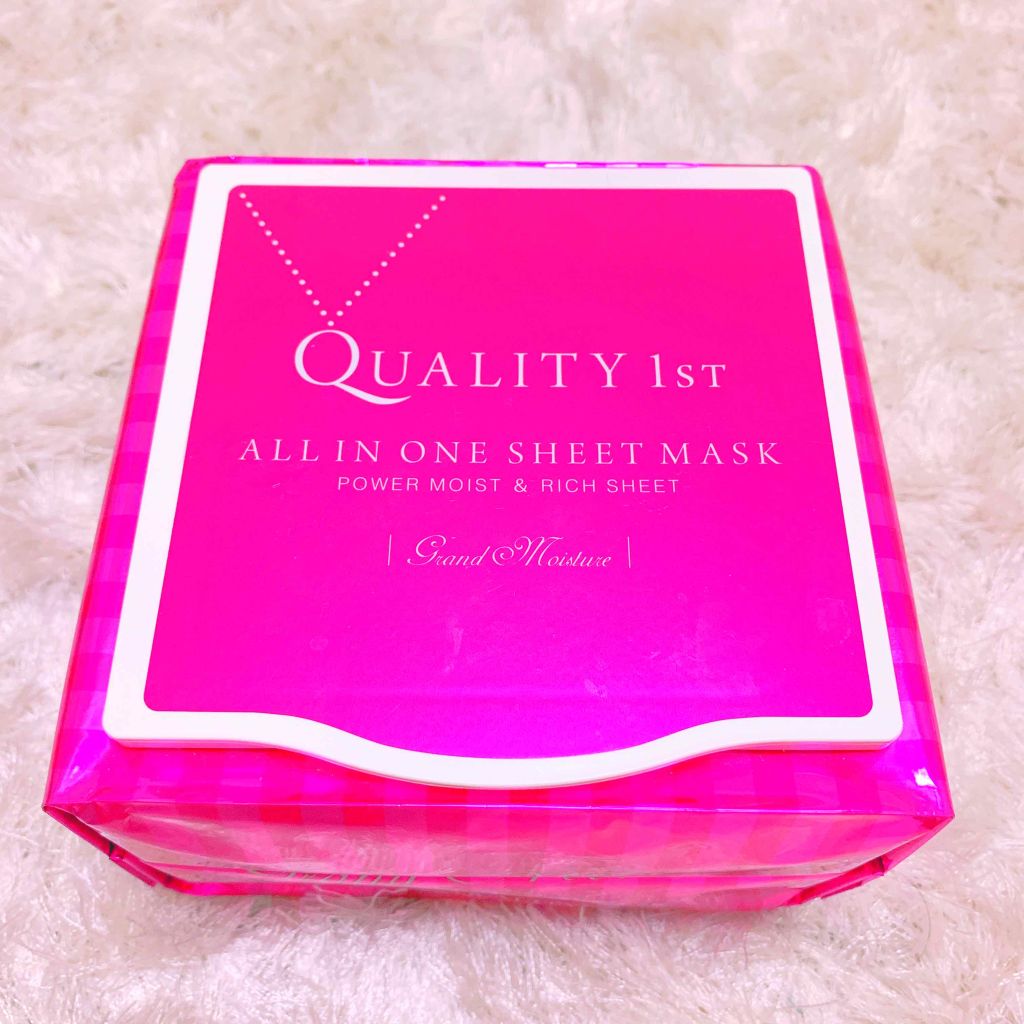 QUALITY 1ST
ALL IN ONE SHEET MASK
POWER MOIST & RICH SHEET
Grand Moisture